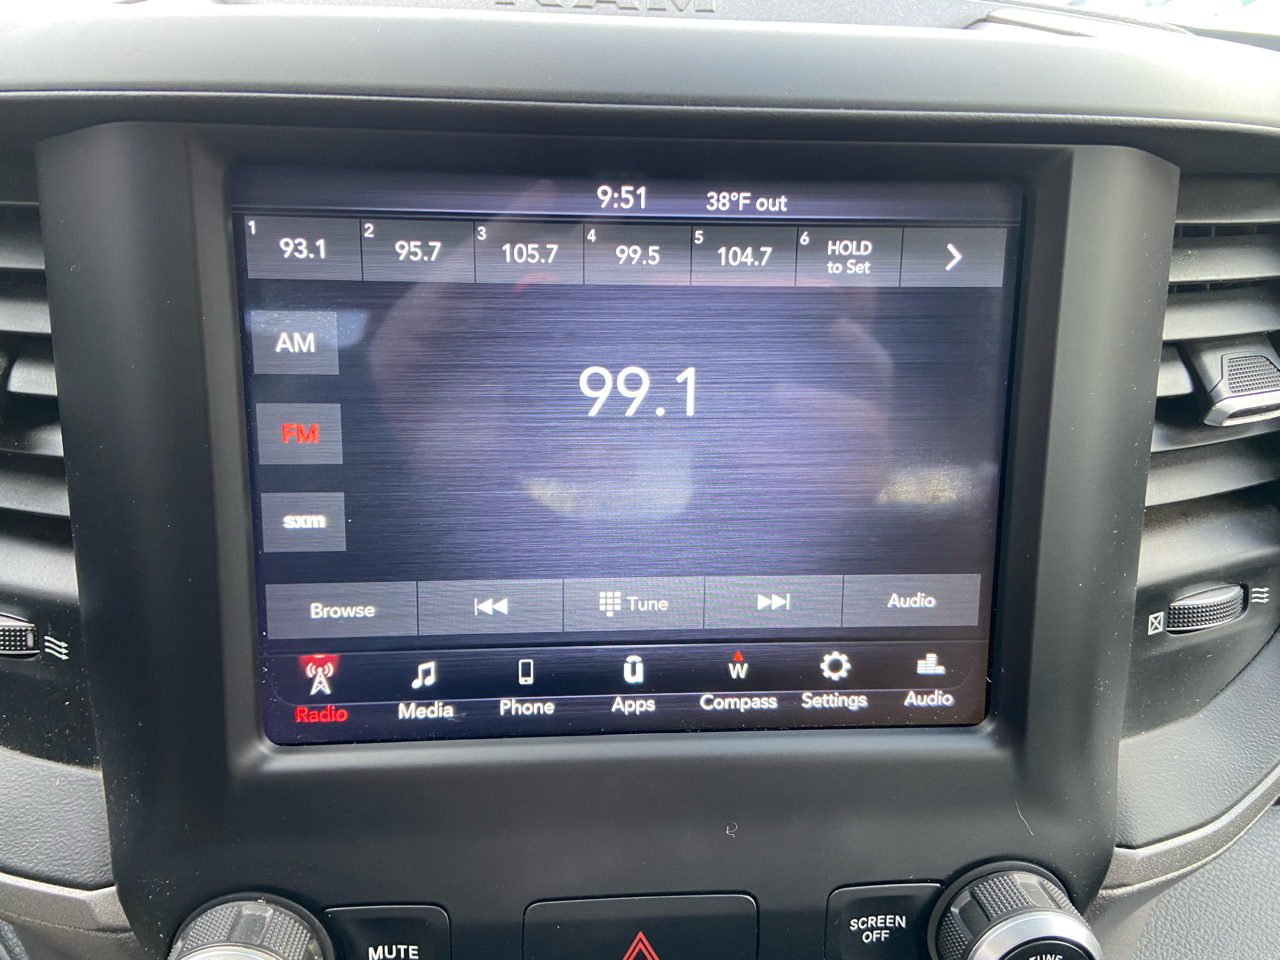 RAM
9:51 38°F out
1 93.1 2 95.7 3 105.7 4 99.5 5 104.7 6 HOLD to Set
AM
99.1
FM
sxm
Browse Tune Audio
W
Radio Media Phone Apps Compass Settings Audio
MUTE
SCREEN
OFF
TUNE